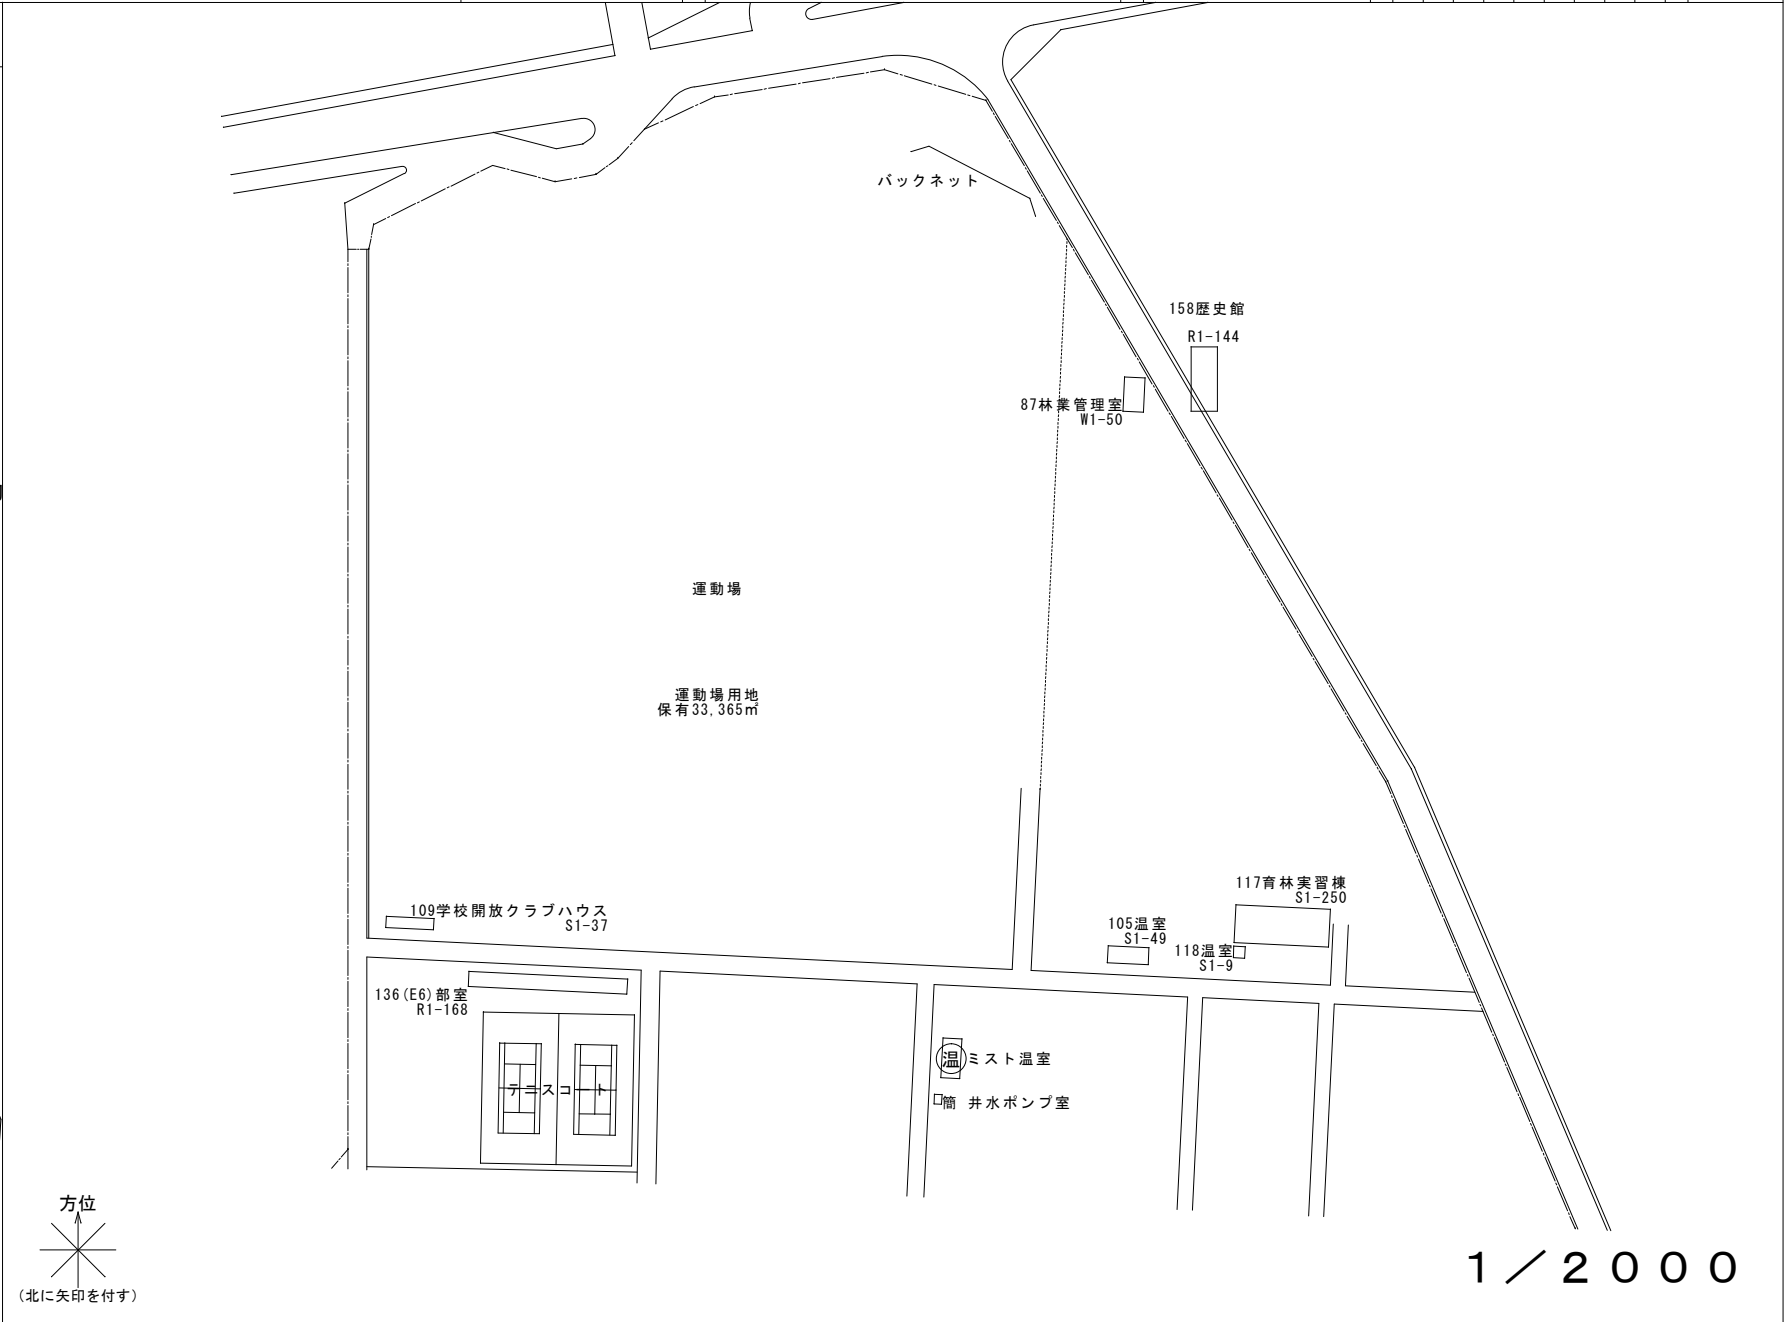 バックネット
158歴史館
R1-144
87林業管理室
W1-50
運動場
運動場用地
保有33,365㎡
117育林実習棟
S1-250
109学校開放クラブハウス
S1-37
105温室
S1-49
118温室
S1-9
136(E6)部室
R1-168
温 ミスト温室
テニスコート
簡 井水ポンプ室
方位
(北に矢印を付す)
1/2000